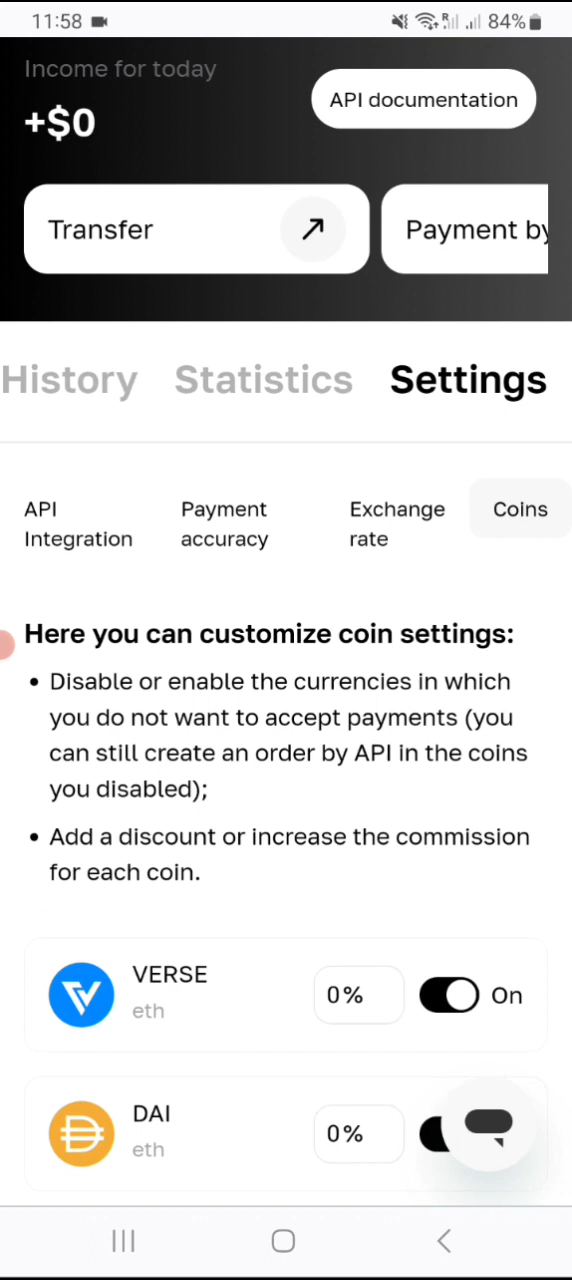 11:58
R
84%
Income for today
+$0
API documentation
Transfer
Payment by
History Statistics Settings
API Integration
Payment accuracy
Exchange rate
Coins
Here you can customize coin settings:
• Disable or enable the currencies in which
you do not want to accept payments (you
can still create an order by API in the coins
you disabled);
• Add a discount or increase the commission
for each coin.
VERSE
eth
0%
On
DAI
eth
0%